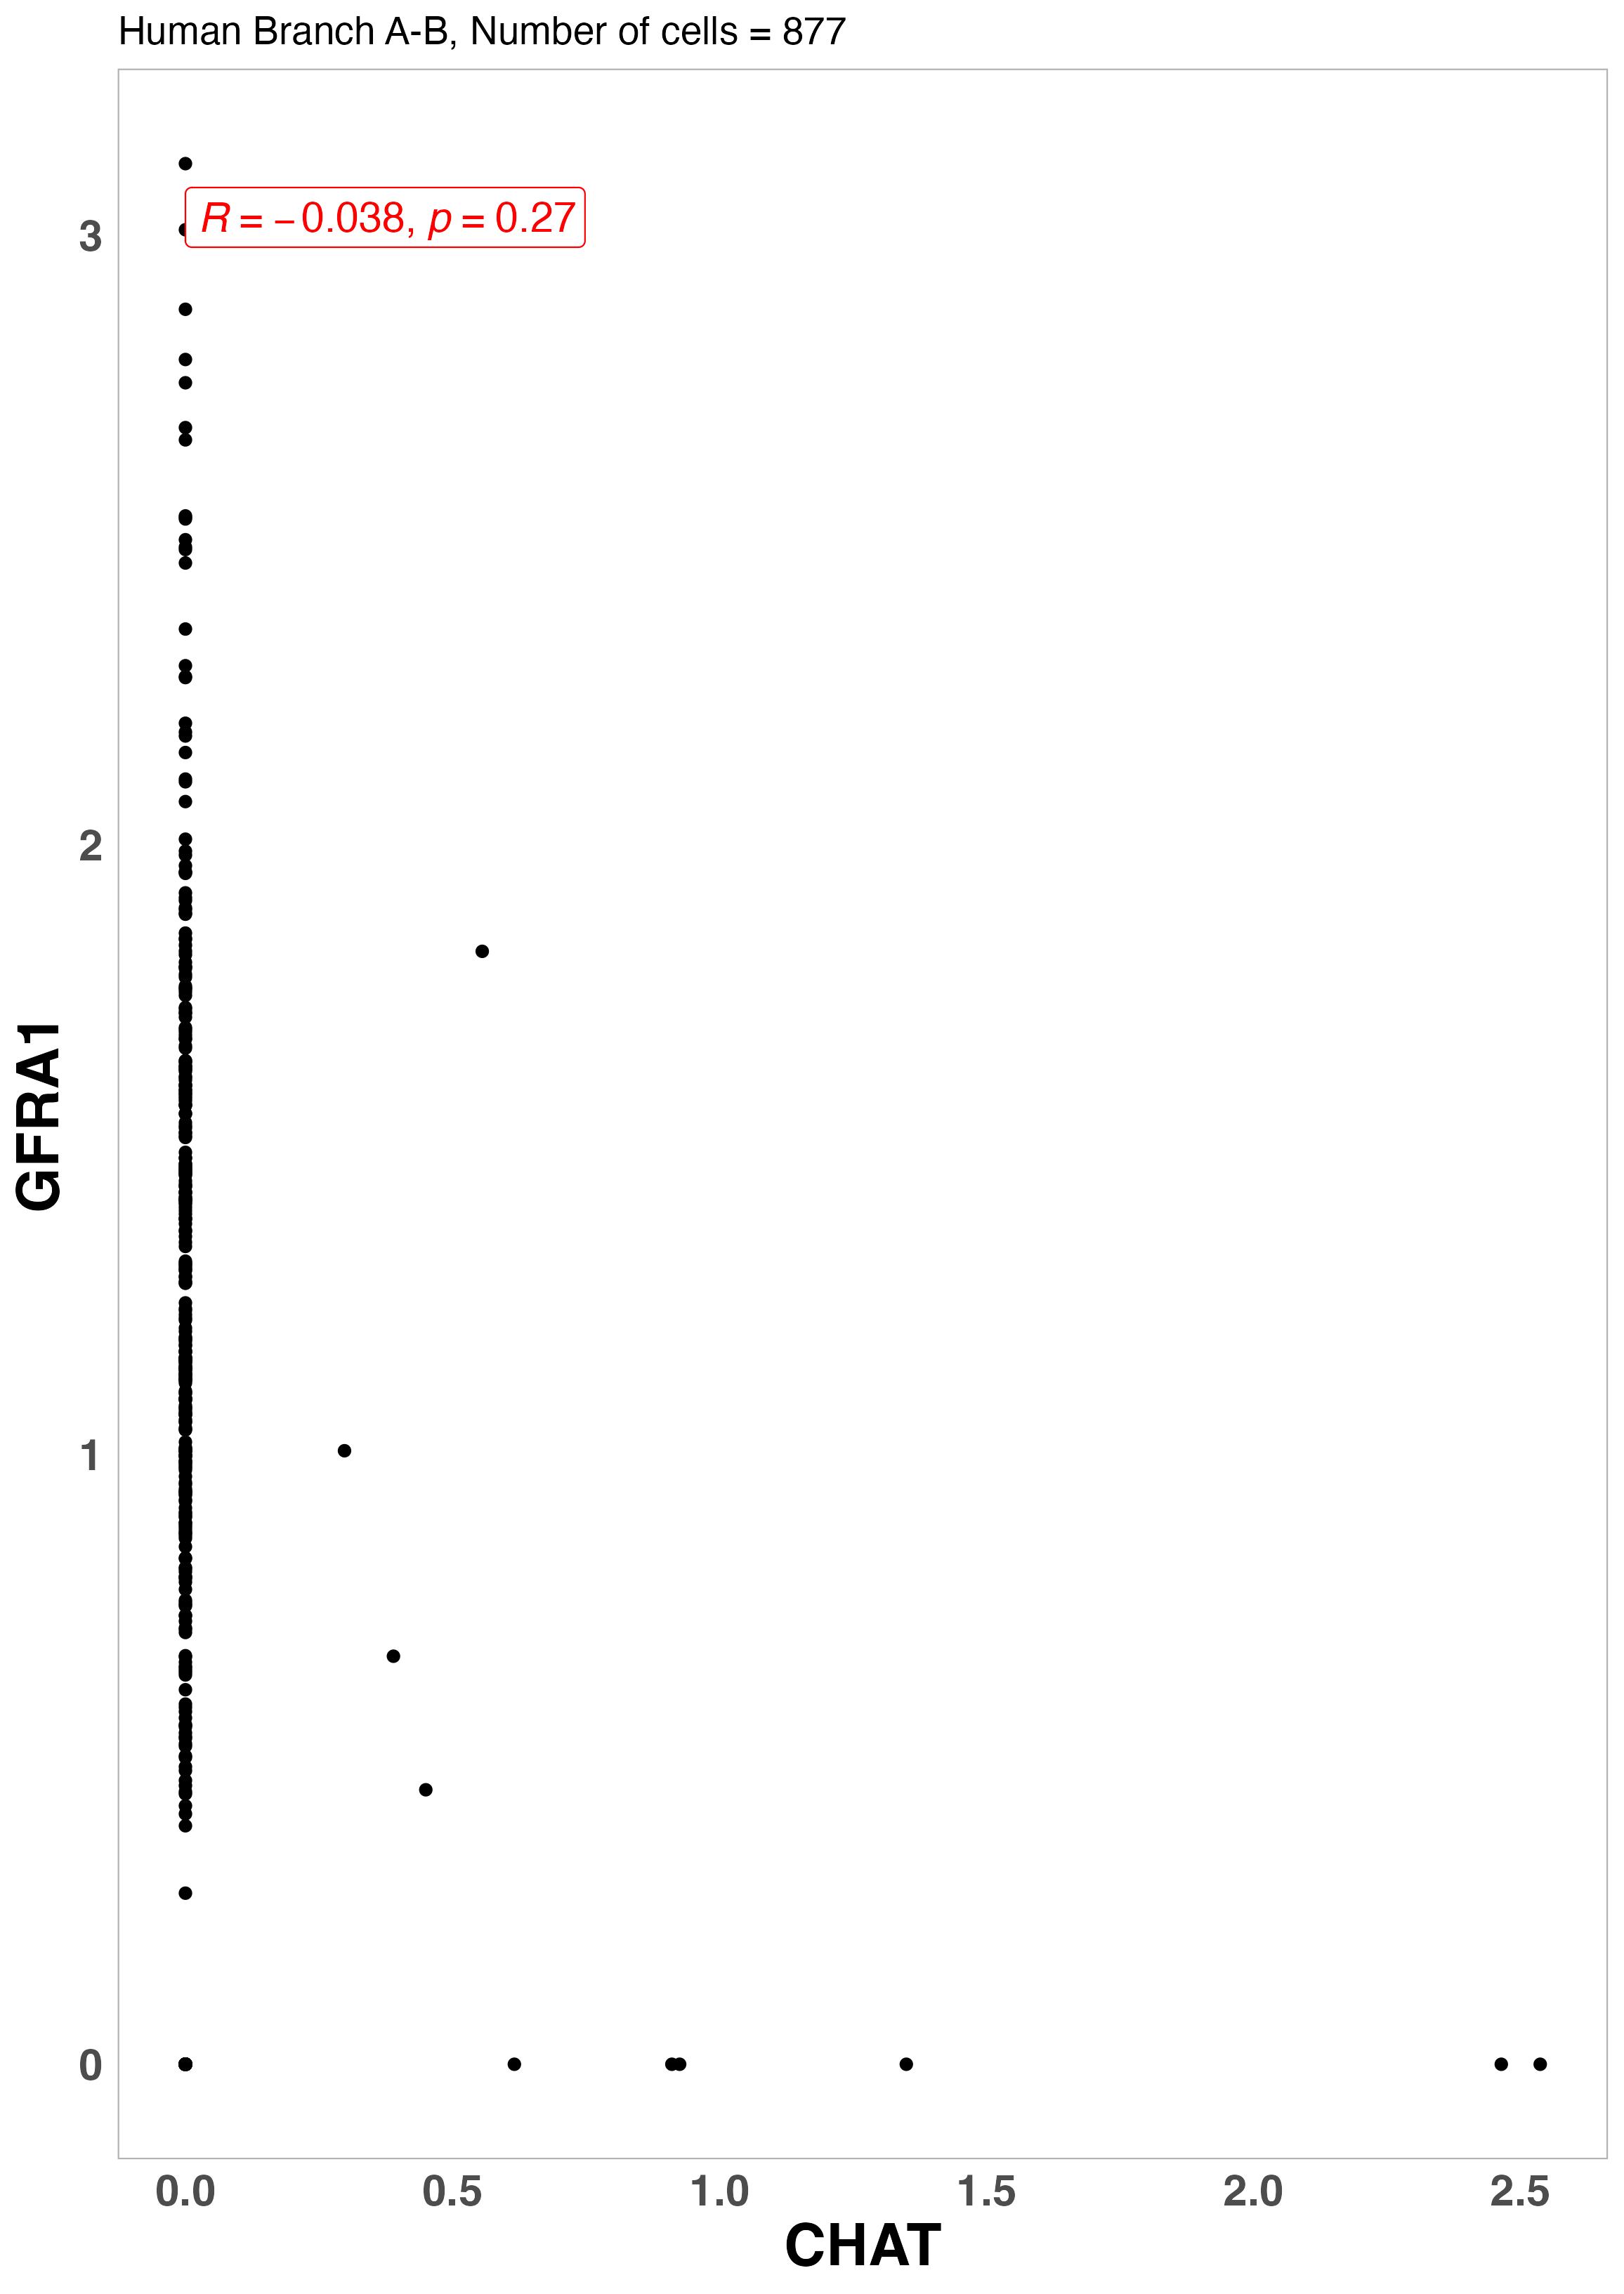 Human Branch A-B, Number of cells = 877
R = −0.038, p = 0.27
3
2
1
0
GFRA1
0.0 0.5 1.0 1.5 2.0 2.5
CHAT